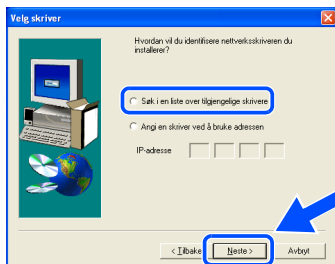 Velg skriver
Hvordan vil du identifisere nettverksskriveren du
installerer?
Søk i en liste over tilgjengelige skrivere
Angi en skriver ved å bruke adressen
IP-adresse
< Tilbake
Neste >
Avbryt